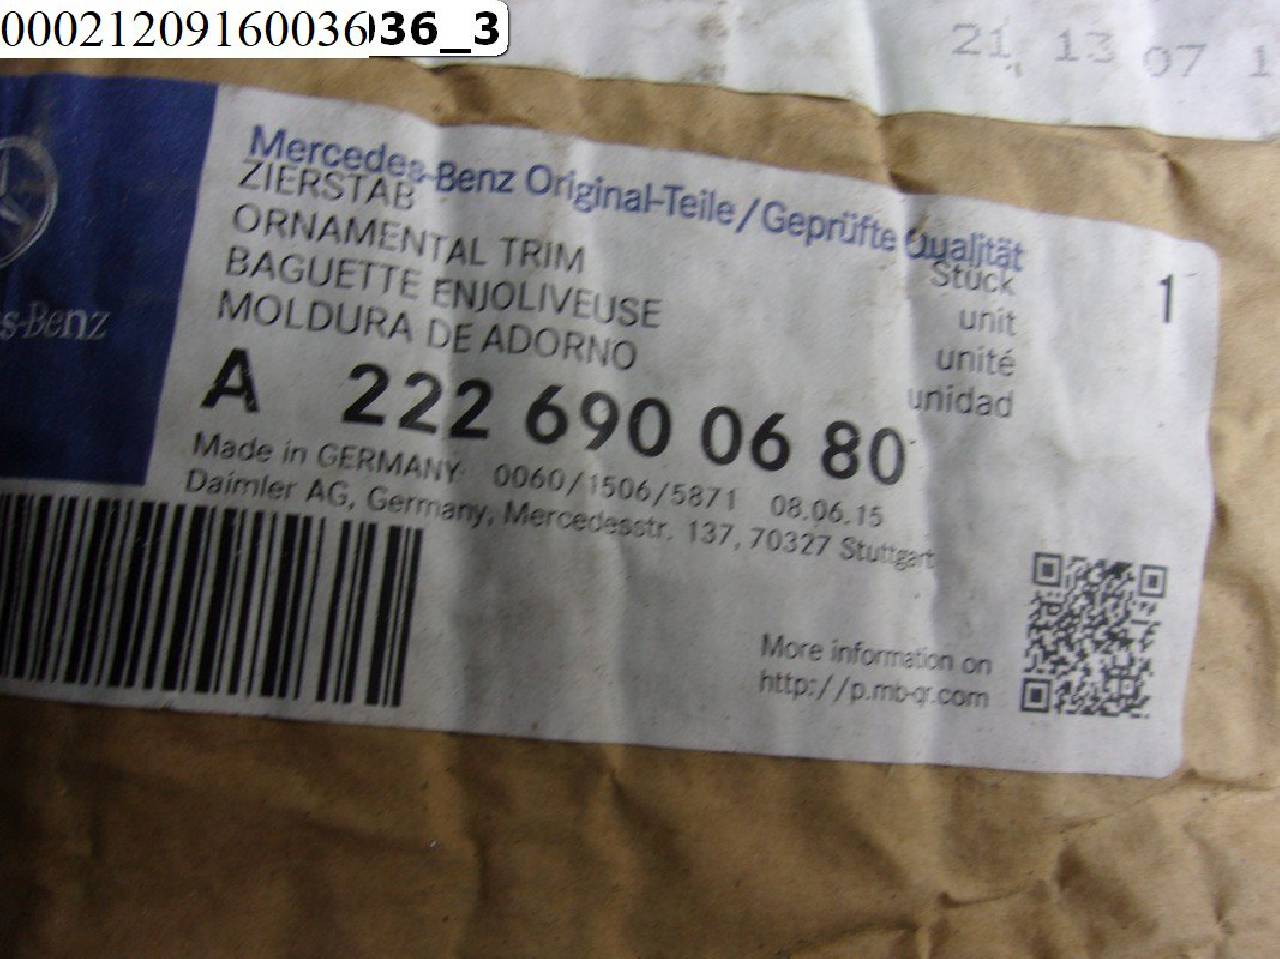 0002120916003636_3
21 13 07 1
Mercedes-Benz Original-Teile/Geprüfte Qualität
ZIERSTAB
ORNAMENTAL TRIM
BAGUETTE ENJOLIVEUSE
MOLDURA DE ADORNO
Stück 1
unit
unité
unidad
s-Benz
A 222 690 06 80
Made in GERMANY 0060/1506/5871 08.06.15
Daimler AG, Germany, Mercedesstr. 137, 70327 Stuttgart
More information on
http://p.mb-qr.com